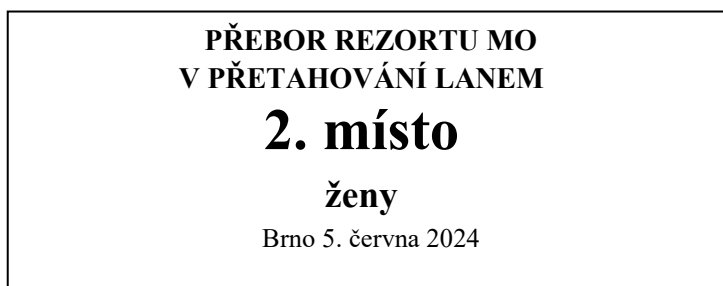 PŘEBOR REZORTU MO
V PŘETAHOVÁNÍ LANEM
2. místo
ženy
Brno 5. června 2024